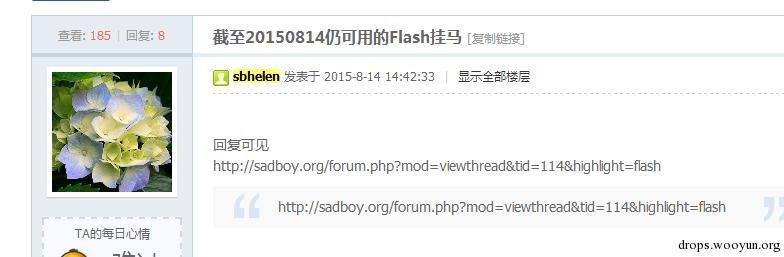 查看: 185 | 回复: 8
截至20150814仍可用的Flash挂马 [复制链接]
sbhelen 发表于 2015-8-14 14:42:33 | 显示全部楼层
回复可见
http://sadboy.org/forum.php?mod=viewthread&tid=114&highlight=flash
http://sadboy.org/forum.php?mod=viewthread&tid=114&highlight=flash
TA的每日心情
drops.wooyun.org